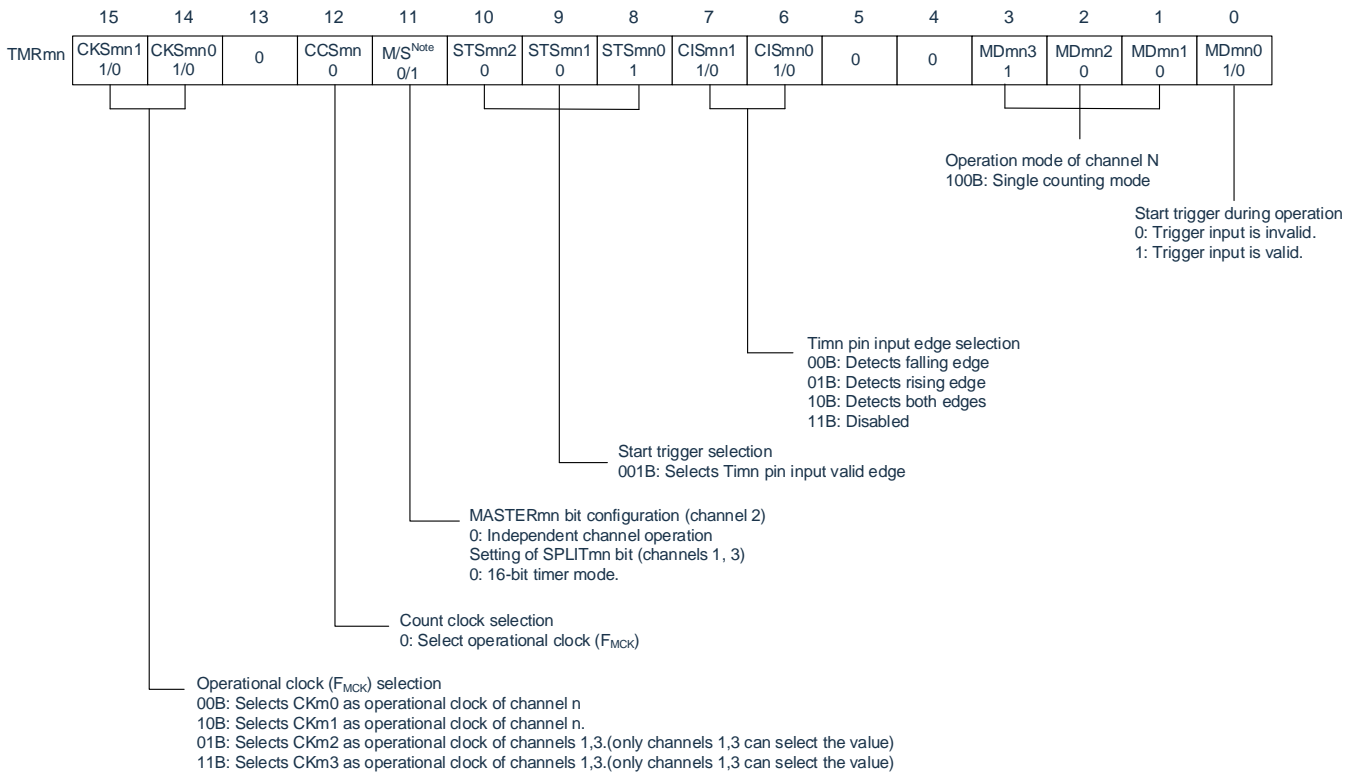 15 14 13 12 11 10 9 8 7 6 5 4 3 2 1 0
TMRmn CKSmn1 CKSmn0 0 CCSmn M/SNote STSmn2 STSmn1 STSmn0 CISmn1 CISmn0 0 0 MDmn3 MDmn2 MDmn1 MDmn0
1/0 1/0 0 0/1 0 0 1 1/0 1/0 1 0 0 1/0
Operation mode of channel N
100B: Single counting mode
Start trigger during operation
0: Trigger input is invalid.
1: Trigger input is valid.
Timn pin input edge selection
00B: Detects falling edge
01B: Detects rising edge
10B: Detects both edges
11B: Disabled
Start trigger selection
001B: Selects Timn pin input valid edge
MASTERmn bit configuration (channel 2)
0: Independent channel operation
Setting of SPLITmn bit (channels 1, 3)
0: 16-bit timer mode.
Count clock selection
0: Select operational clock (FMCK)
Operational clock (FMCK) selection
00B: Selects CKm0 as operational clock of channel n
10B: Selects CKm1 as operational clock of channel n.
01B: Selects CKm2 as operational clock of channels 1,3.(only channels 1,3 can select the value)
11B: Selects CKm3 as operational clock of channels 1,3.(only channels 1,3 can select the value)